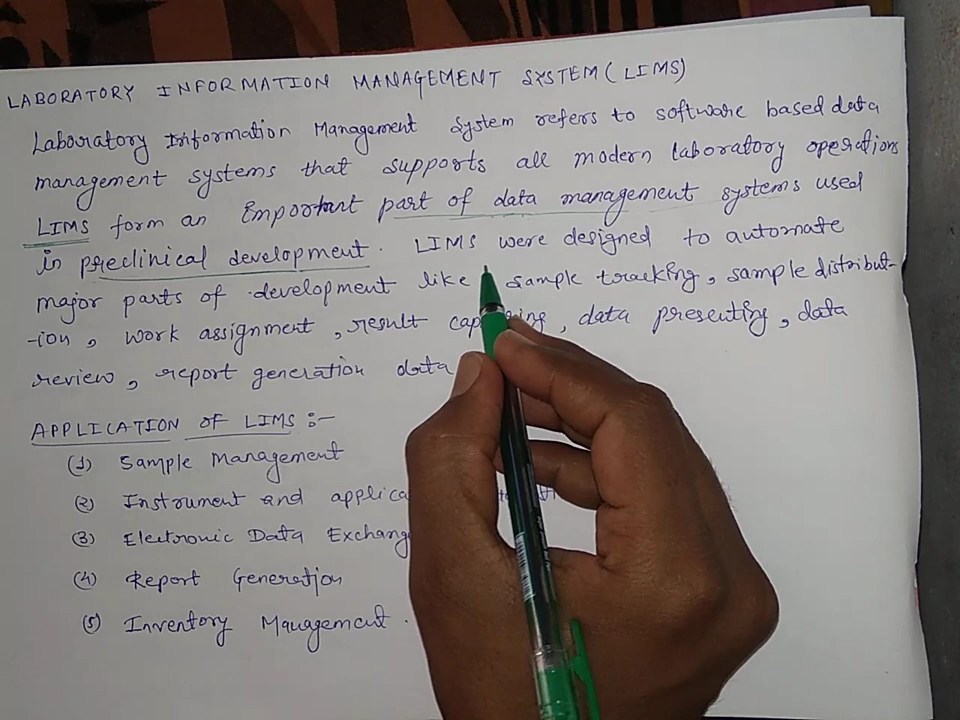 LABORATORY INFORMATION MANAGEMENT SYSTEM (LIMS)
Laboratory Information Management System refers to software based data
management systems that supports all modern laboratory operations
LIMS form an Important part of data management systems used
in preclinical development. LIMS were designed to automate
major parts of development like sample tracking, sample distribut-
-ion, work assignment, result capturing, data presenting, data
review, report generation data
APPLICATION OF LIMS :-
(1) Sample Management
(2) Instrument and
(3) Electronic Data Exchange
(4) Report Generation
(5) Inventory Management.